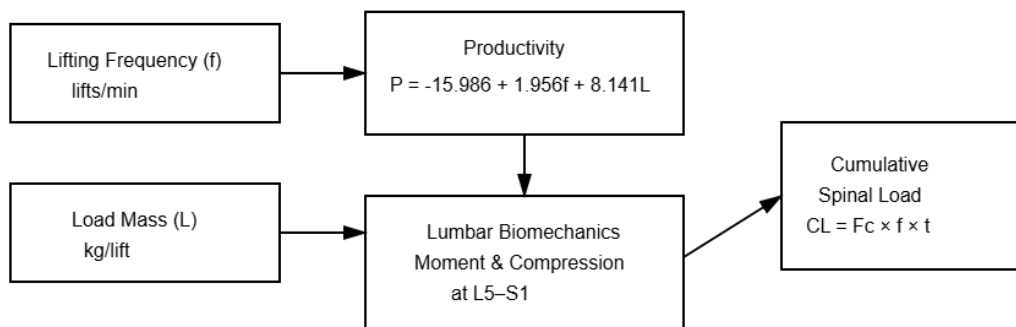 Lifting Frequency (f)
lifts/min
Productivity
P = -15.986 + 1.956f + 8.141L
Load Mass (L)
kg/lift
Lumbar Biomechanics
Moment & Compression
at L5–S1
Cumulative
Spinal Load
CL = Fc × f × t